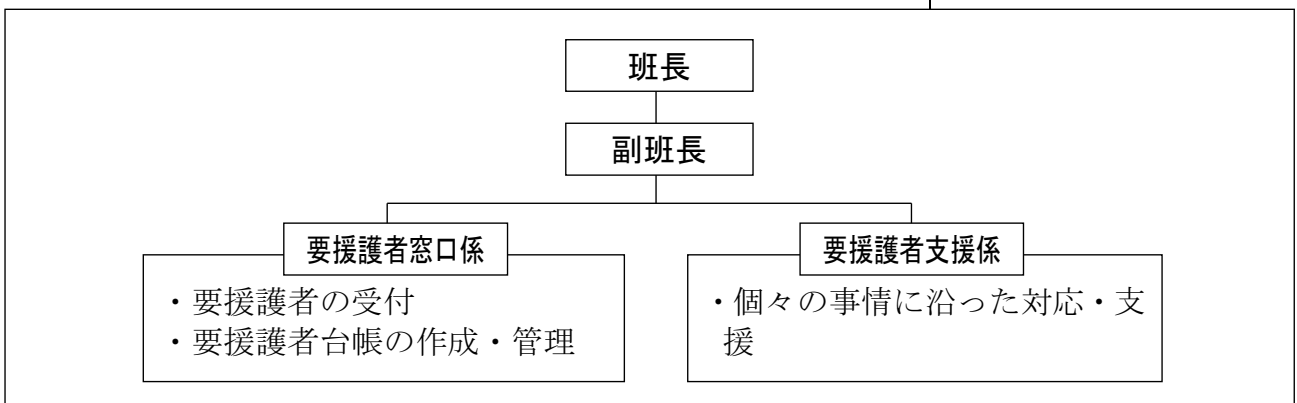 班長
副班長
要援護者窓口係
・要援護者の受付
・要援護者台帳の作成・管理
要援護者支援係
・個々の事情に沿った対応・支
援